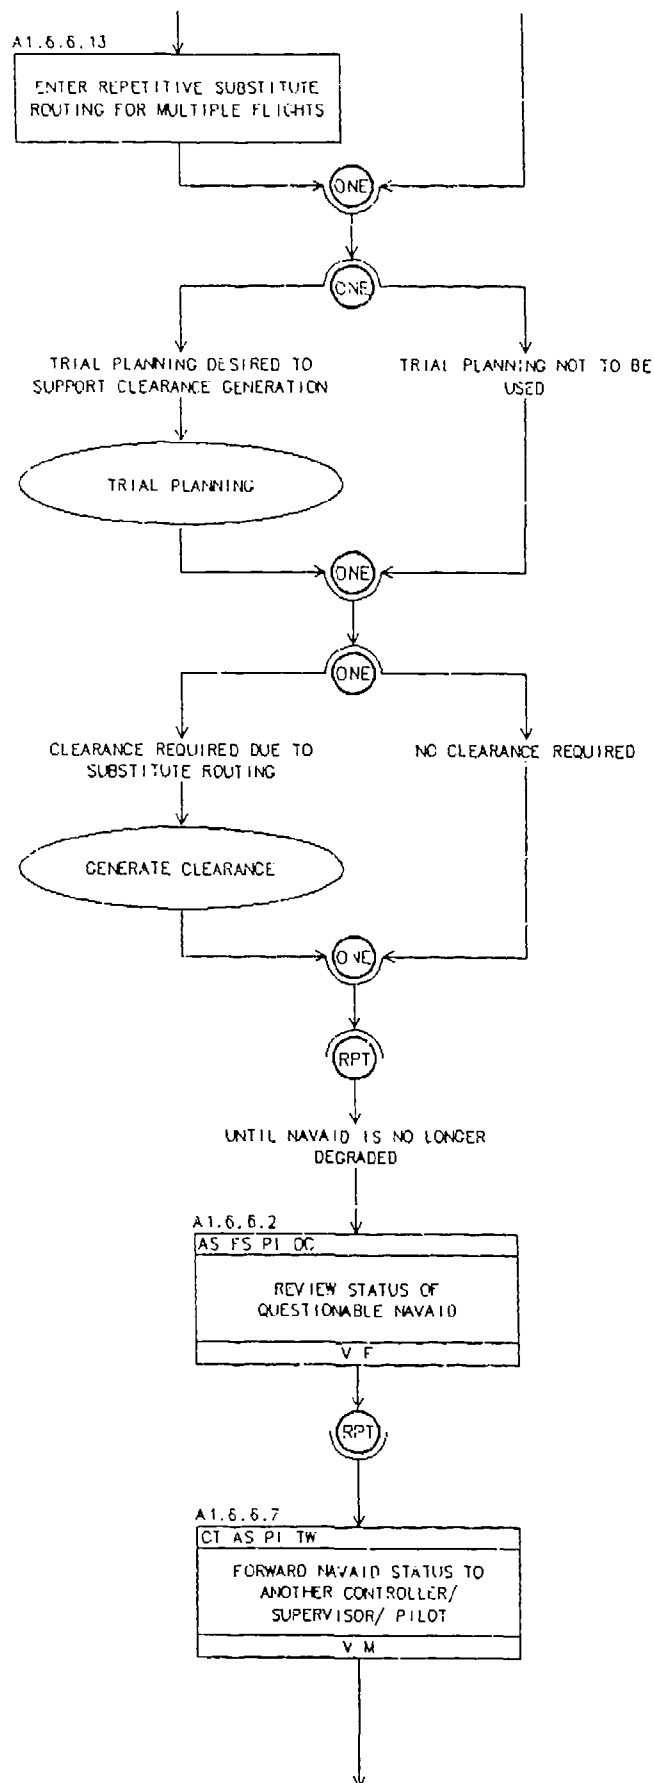 A1.6.6.13
ENTER REPETITIVE SUBSTITUTE
ROUTING FOR MULTIPLE FLIGHTS
ONE
ONE
TRIAL PLANNING DESIRED TO
SUPPORT CLEARANCE GENERATION
TRIAL PLANNING NOT TO BE
USED
TRIAL PLANNING
ONE
ONE
CLEARANCE REQUIRED DUE TO
SUBSTITUTE ROUTING
NO CLEARANCE REQUIRED
GENERATE CLEARANCE
ONE
RPT
UNTIL NAVAID IS NO LONGER
DEGRADED
A1.6.6.2
AS FS PI OC
REVIEW STATUS OF
QUESTIONABLE NAVAID
V F
RPT
A1.6.6.7
CT AS PI TW
FORWARD NAVAID STATUS TO
ANOTHER CONTROLLER/
SUPERVISOR/ PILOT
V M